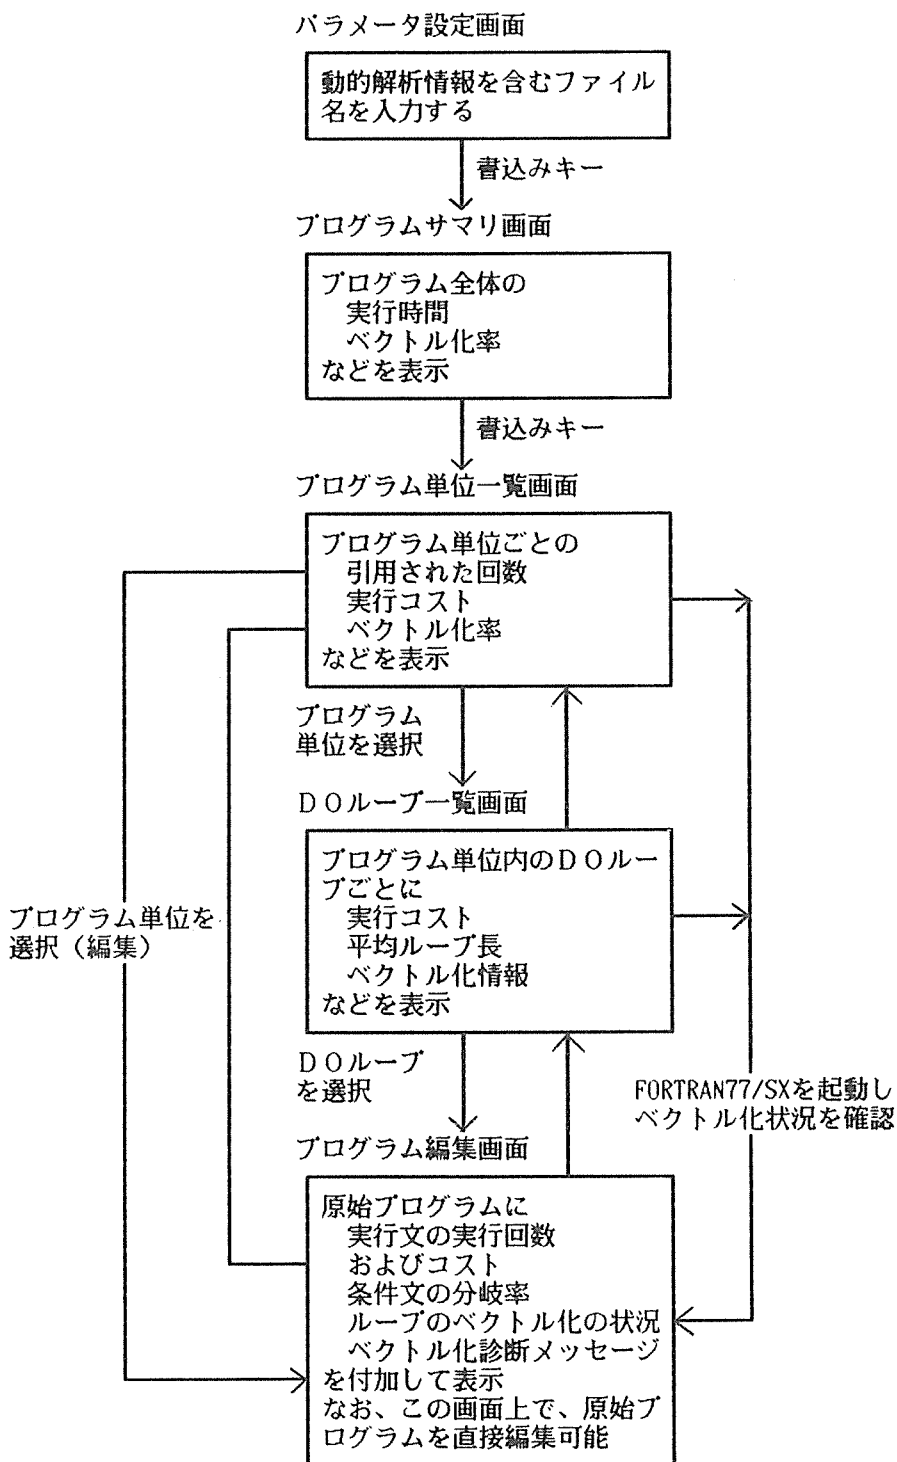 パラメータ設定画面
動的解析情報を含むファイル
名を入力する
書込みキー
プログラムサマリ画面
プログラム全体の
実行時間
ベクトル化率
などを表示
書込みキー
プログラム単位一覧画面
プログラム単位ごとの
引用された回数
実行コスト
ベクトル化率
などを表示
プログラム
単位を選択
DOループ一覧画面
プログラム単位内のDOルー
プごとに
実行コスト
平均ループ長
ベクトル化情報
などを表示
プログラム単位を
選択(編集)
DOループ
を選択
FORTRAN77/SXを起動し
ベクトル化状況を確認
プログラム編集画面
原始プログラムに
実行文の実行回数
およびコスト
条件文の分岐率
ループのベクトル化の状況
ベクトル化診断メッセージ
を付加して表示
なお、この画面上で、原始プ
ログラムを直接編集可能